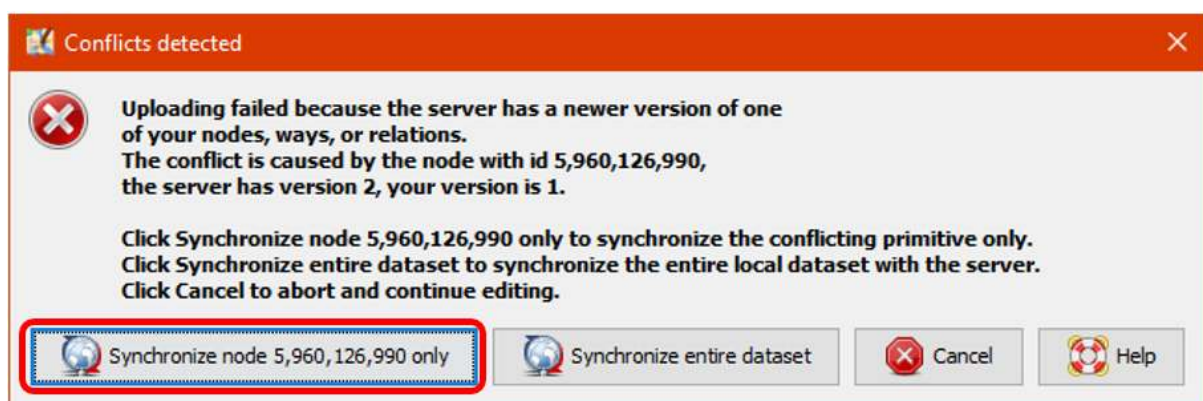 Conflicts detected
Uploading failed because the server has a newer version of one
of your nodes, ways, or relations.
The conflict is caused by the node with id 5,960,126,990,
the server has version 2, your version is 1.
Click Synchronize node 5,960,126,990 only to synchronize the conflicting primitive only.
Click Synchronize entire dataset to synchronize the entire local dataset with the server.
Click Cancel to abort and continue editing.
Synchronize node 5,960,126,990 only
Synchronize entire dataset
Cancel
Help